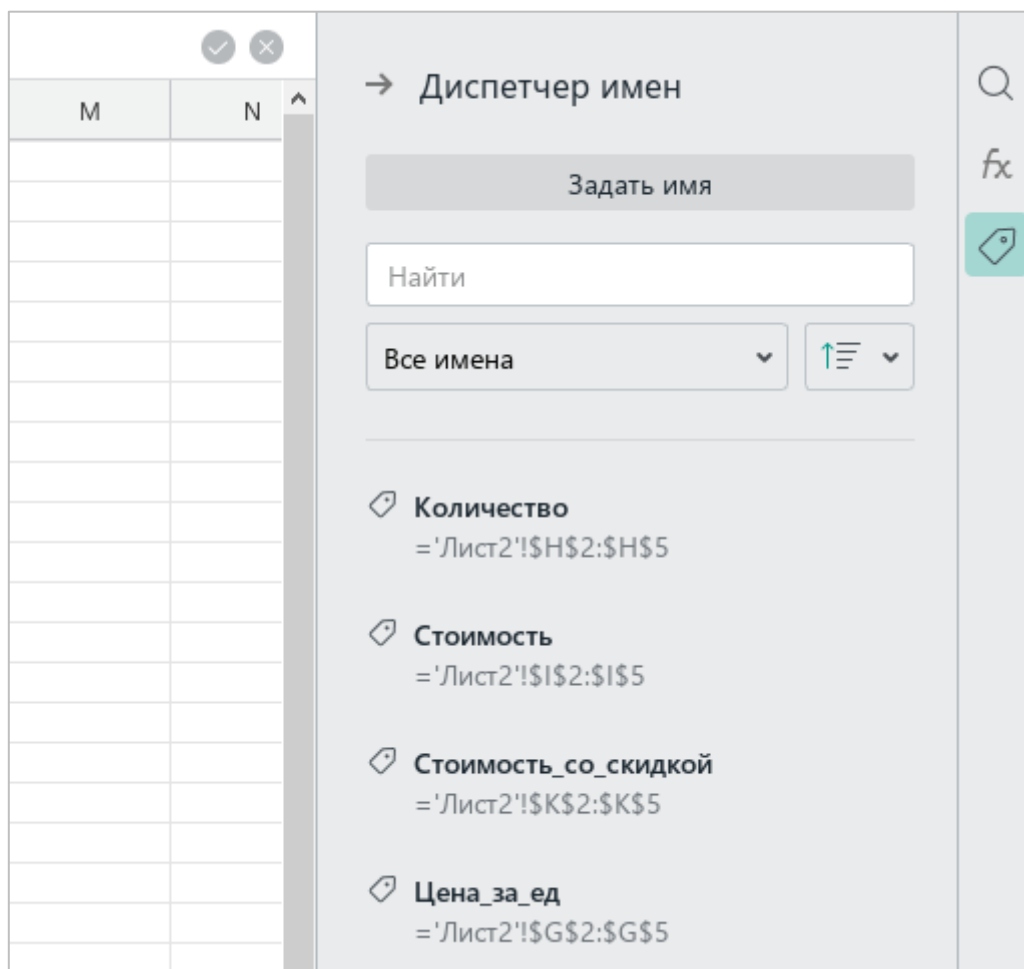 M N
Диспетчер имен
fx
Задать имя
Найти
Все имена
Количество
='Лист2'!$H$2:$H$5
Стоимость
='Лист2'!$I$2:$I$5
Стоимость_со_скидкой
='Лист2'!$K$2:$K$5
Цена_за_ед
='Лист2'!$G$2:$G$5